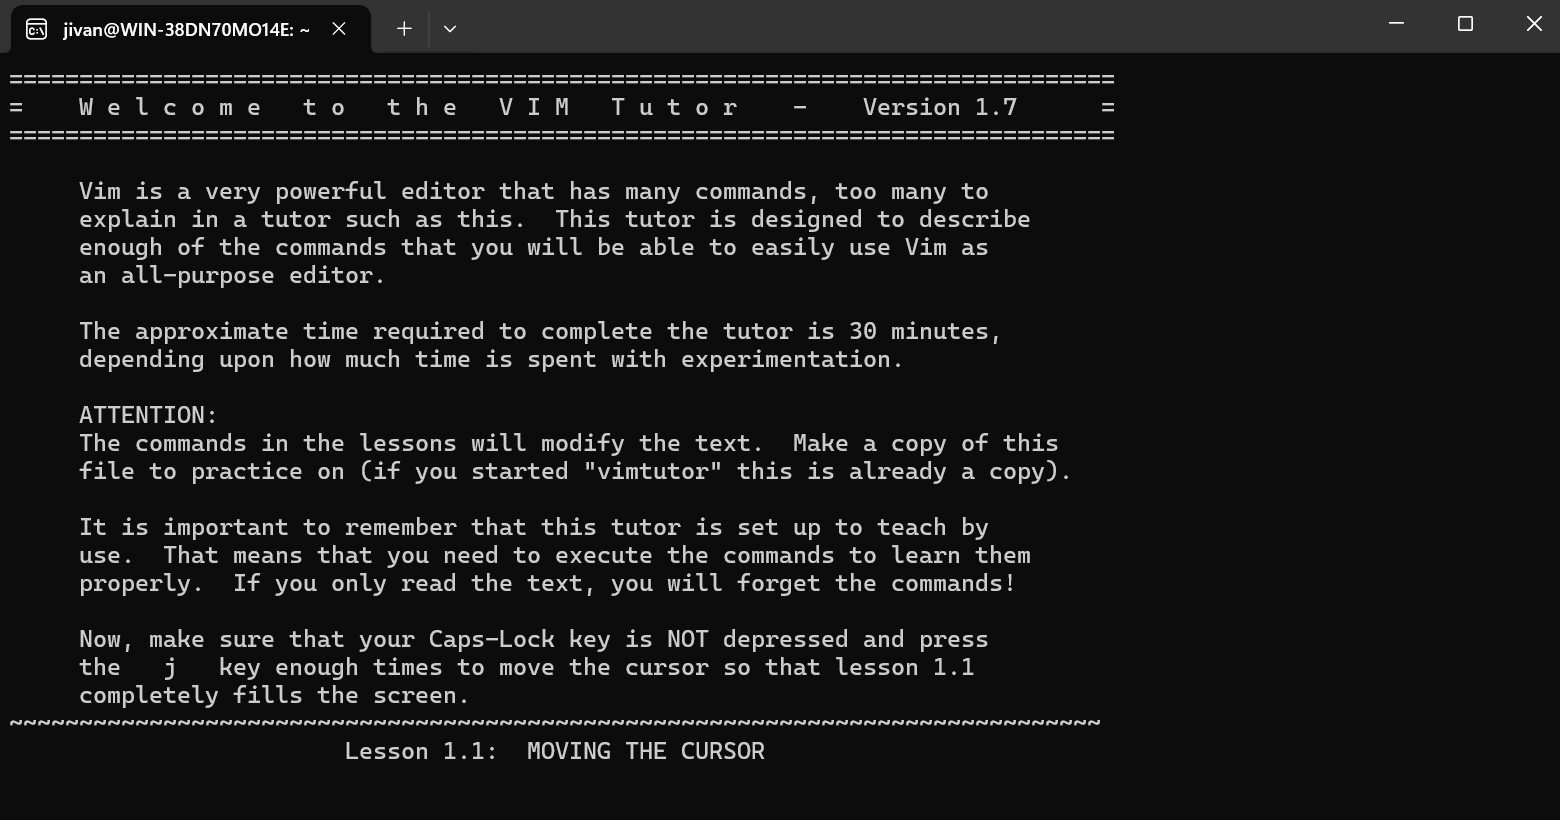 jivan@WIN-38DN70MO14E: ~
===============================================================================
=    W e l c o m e   t o   t h e   V I M   T u t o r    -    Version 1.7      =
===============================================================================
Vim is a very powerful editor that has many commands, too many to
explain in a tutor such as this.  This tutor is designed to describe
enough of the commands that you will be able to easily use Vim as
an all-purpose editor.
The approximate time required to complete the tutor is 30 minutes,
depending upon how much time is spent with experimentation.
ATTENTION:
The commands in the lessons will modify the text.  Make a copy of this
file to practice on (if you started "vimtutor" this is already a copy).
It is important to remember that this tutor is set up to teach by
use.  That means that you need to execute the commands to learn them
properly.  If you only read the text, you will forget the commands!
Now, make sure that your Caps-Lock key is NOT depressed and press
the   j   key enough times to move the cursor so that lesson 1.1
completely fills the screen.
~~~~~~~~~~~~~~~~~~~~~~~~~~~~~~~~~~~~~~~~~~~~~~~~~~~~~~~~~~~~~~~~~~~~~~~~~~~~~~
Lesson 1.1:  MOVING THE CURSOR